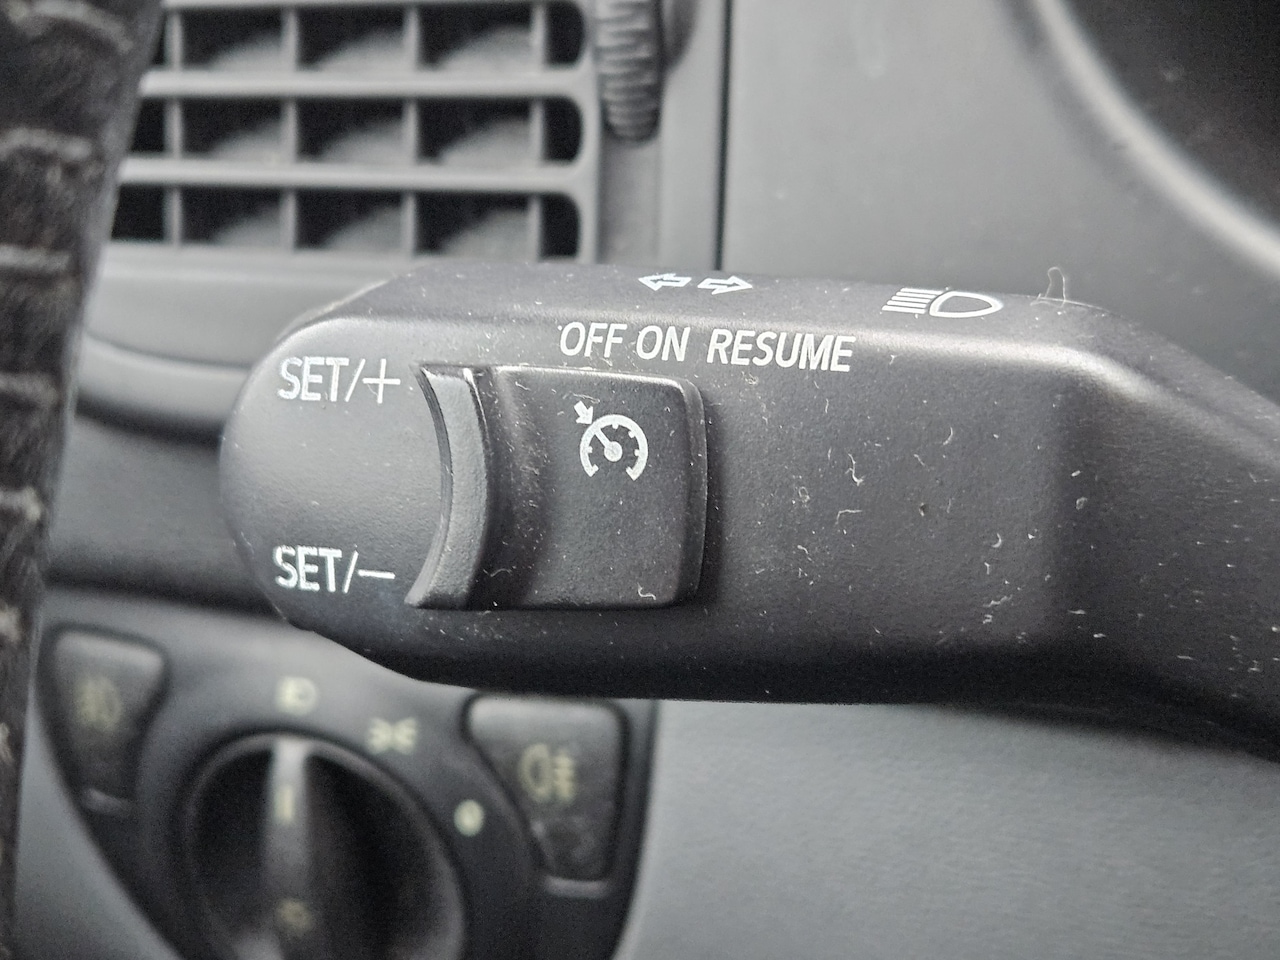 OFF ON RESUME
SET/+
SET/–